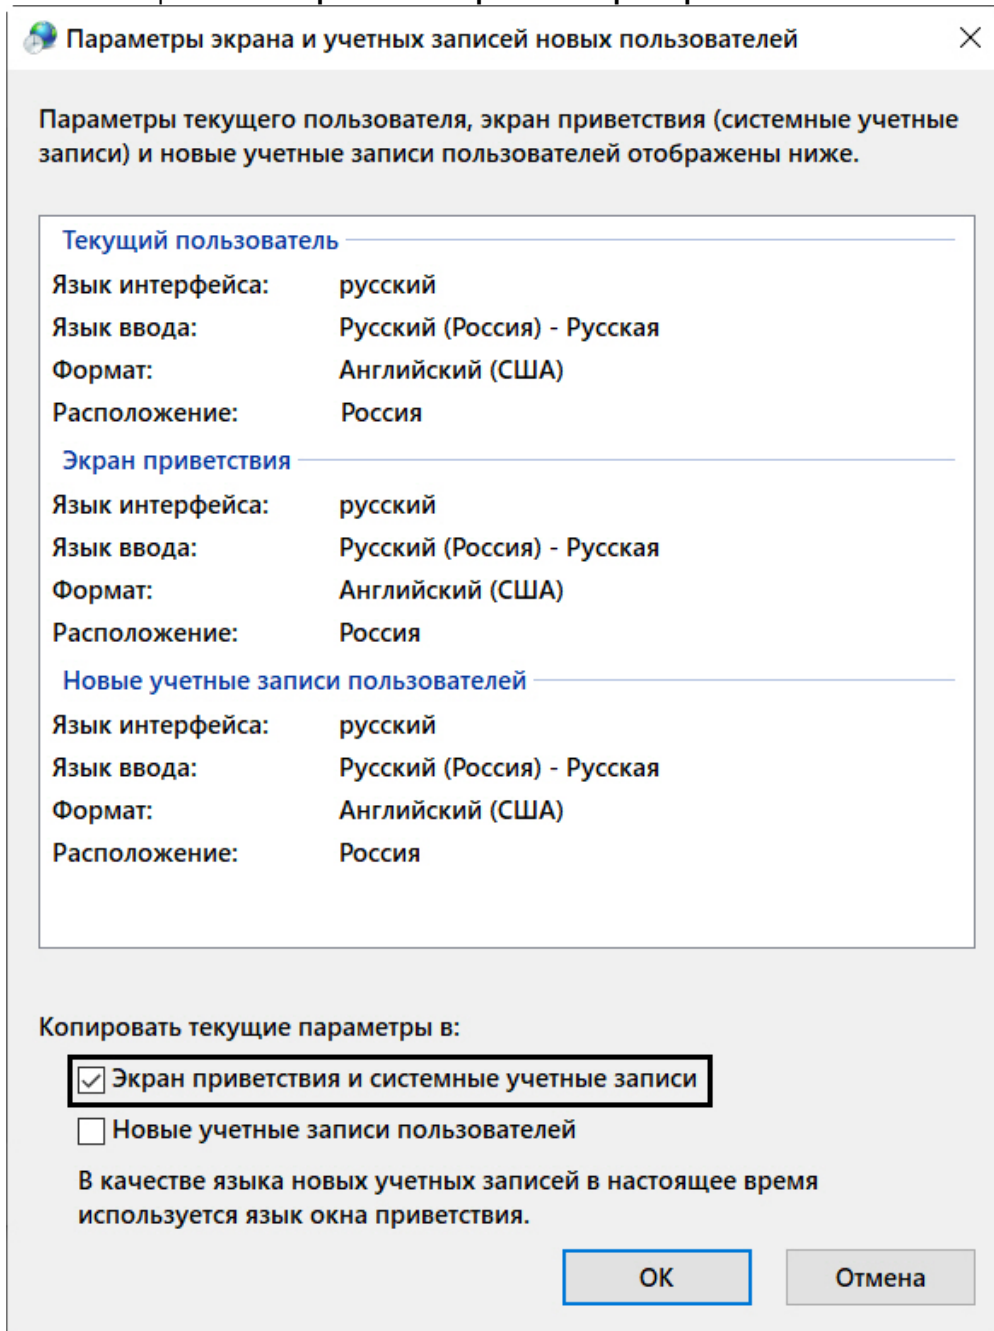 Параметры экрана и учетных записей новых пользователей
Параметры текущего пользователя, экран приветствия (системные учетные
записи) и новые учетные записи пользователей отображены ниже.
Текущий пользователь
Язык интерфейса: русский
Язык ввода: Русский (Россия) - Русская
Формат: Английский (США)
Расположение: Россия
Экран приветствия
Язык интерфейса: русский
Язык ввода: Русский (Россия) - Русская
Формат: Английский (США)
Расположение: Россия
Новые учетные записи пользователей
Язык интерфейса: русский
Язык ввода: Русский (Россия) - Русская
Формат: Английский (США)
Расположение: Россия
Копировать текущие параметры в:
Экран приветствия и системные учетные записи
Новые учетные записи пользователей
В качестве языка новых учетных записей в настоящее время
используется язык окна приветствия.
ОК Отмена